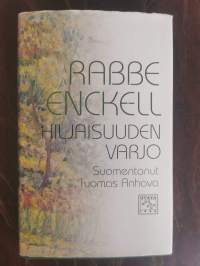 RABBE
ENCKELL
HILJAISUUDEN
VARJO
Suomentanut
Tuomas Anhava